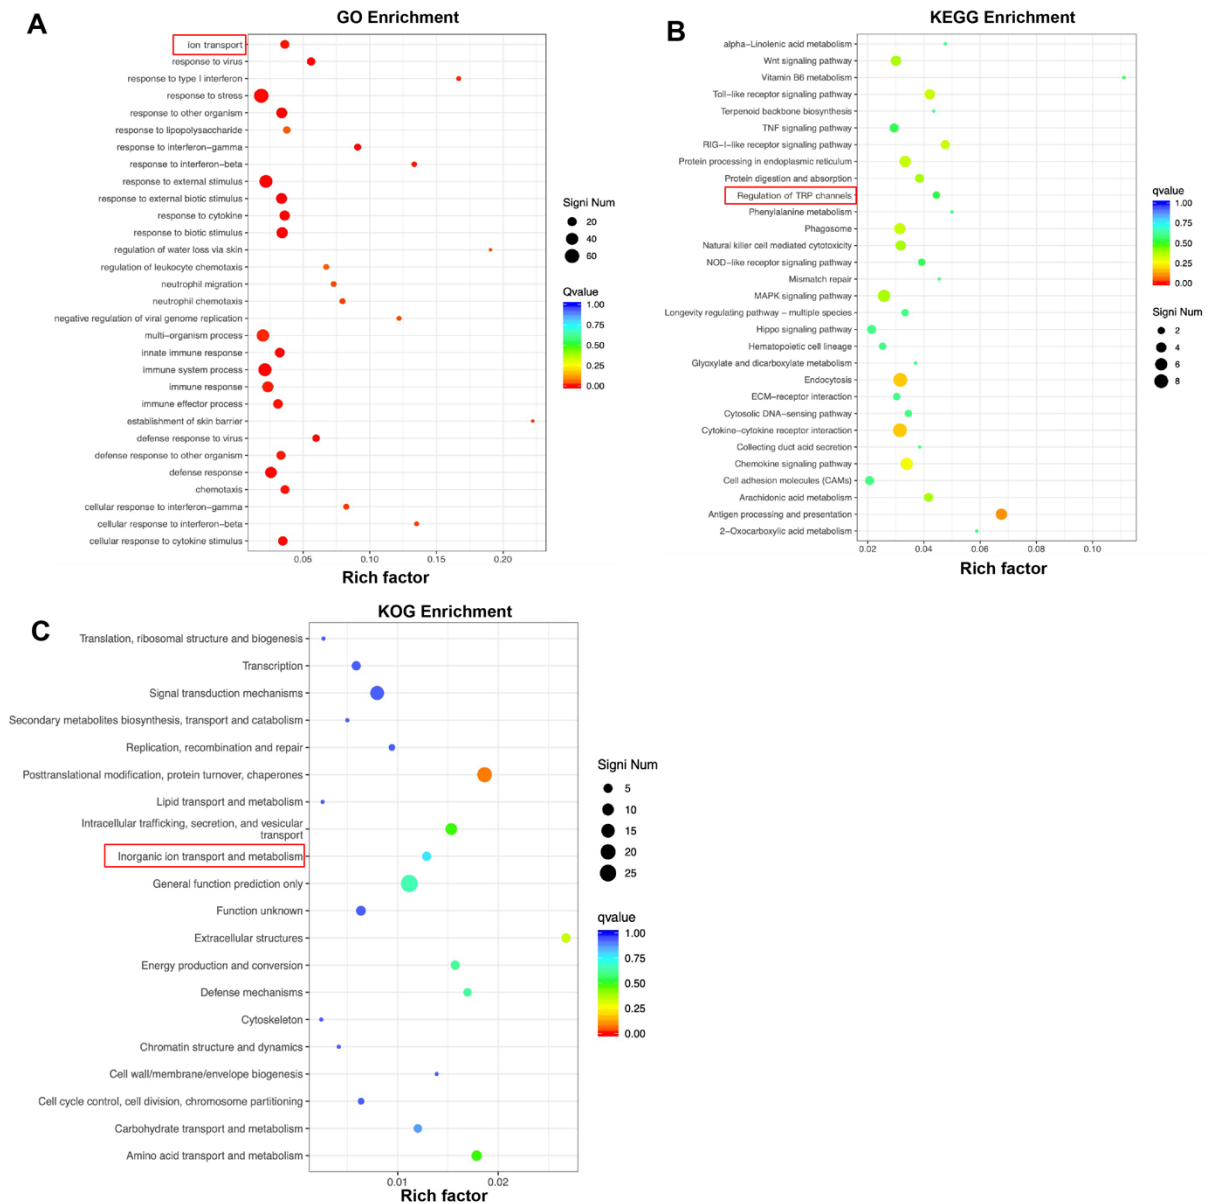 A
GO Enrichment
ion transport
response to virus
response to type I interferon
response to stress
response to other organism
response to lipopolysaccharide
response to interferon-gamma
response to interferon-beta
response to external stimulus
response to external biotic stimulus
response to cytokine
response to biotic stimulus
regulation of water loss via skin
regulation of leukocyte chemotaxis
neutrophil migration
neutrophil chemotaxis
negative regulation of viral genome replication
multi-organism process
innate immune response
immune system process
immune response
immune effector process
establishment of skin barrier
defense response to virus
defense response to other organism
defense response
chemotaxis
cellular response to interferon-gamma
cellular response to interferon-beta
cellular response to cytokine stimulus
0.05 0.10 0.15 0.20
Rich factor
Signi Num
20
40
60
Qvalue
1.00
0.75
0.50
0.25
0.00
B
KEGG Enrichment
alpha-Linolenic acid metabolism
Wnt signaling pathway
Vitamin B6 metabolism
Toll-like receptor signaling pathway
Terpenoid backbone biosynthesis
TNF signaling pathway
RIG-I-like receptor signaling pathway
Protein processing in endoplasmic reticulum
Protein digestion and absorption
Regulation of TRP channels
Phenylalanine metabolism
Phagosome
Natural killer cell mediated cytotoxicity
NOD-like receptor signaling pathway
Mismatch repair
MAPK signaling pathway
Longevity regulating pathway - multiple species
Hippo signaling pathway
Hematopoietic cell lineage
Glyoxylate and dicarboxylate metabolism
Endocytosis
ECM-receptor interaction
Cytosolic DNA-sensing pathway
Cytokine-cytokine receptor interaction
Collecting duct acid secretion
Chemokine signaling pathway
Cell adhesion molecules (CAMs)
Arachidonic acid metabolism
Antigen processing and presentation
2-Oxocarboxylic acid metabolism
0.02 0.04 0.06 0.08 0.10
Rich factor
qvalue
1.00
0.75
0.50
0.25
0.00
Signi Num
2
4
6
8
C
KOG Enrichment
Translation, ribosomal structure and biogenesis
Transcription
Signal transduction mechanisms
Secondary metabolites biosynthesis, transport and catabolism
Replication, recombination and repair
Posttranslational modification, protein turnover, chaperones
Lipid transport and metabolism
Intracellular trafficking, secretion, and vesicular
transport
Inorganic ion transport and metabolism
General function prediction only
Function unknown
Extracellular structures
Energy production and conversion
Defense mechanisms
Cytoskeleton
Chromatin structure and dynamics
Cell wall/membrane/envelope biogenesis
Cell cycle control, cell division, chromosome partitioning
Carbohydrate transport and metabolism
Amino acid transport and metabolism
0.01 0.02
Rich factor
Signi Num
5
10
15
20
25
qvalue
1.00
0.75
0.50
0.25
0.00